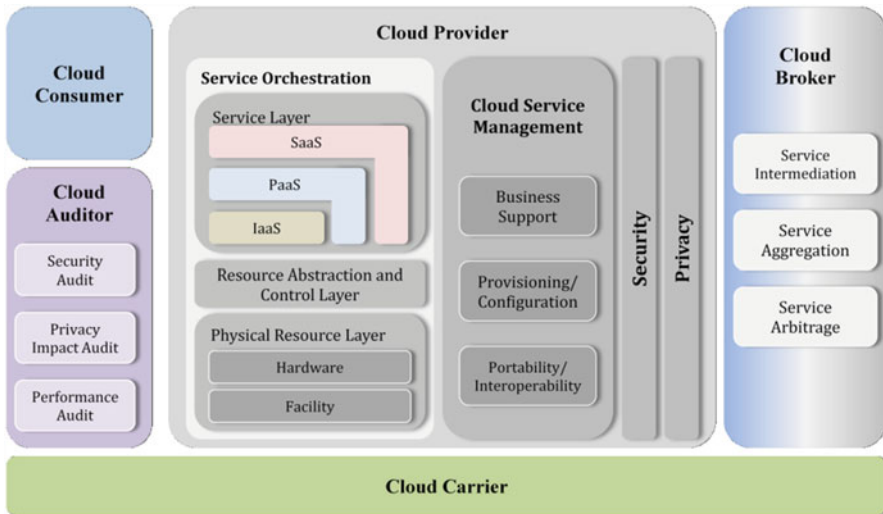 Cloud
Consumer
Cloud
Auditor
Security
Audit
Privacy
Impact Audit
Performance
Audit
Cloud Provider
Service Orchestration
Service Layer
SaaS
PaaS
IaaS
Resource Abstraction and
Control Layer
Physical Resource Layer
Hardware
Facility
Cloud Service
Management
Business
Support
Provisioning/
Configuration
Portability/
Interoperability
Security
Privacy
Cloud
Broker
Service
Intermediation
Service
Aggregation
Service
Arbitrage
Cloud Carrier